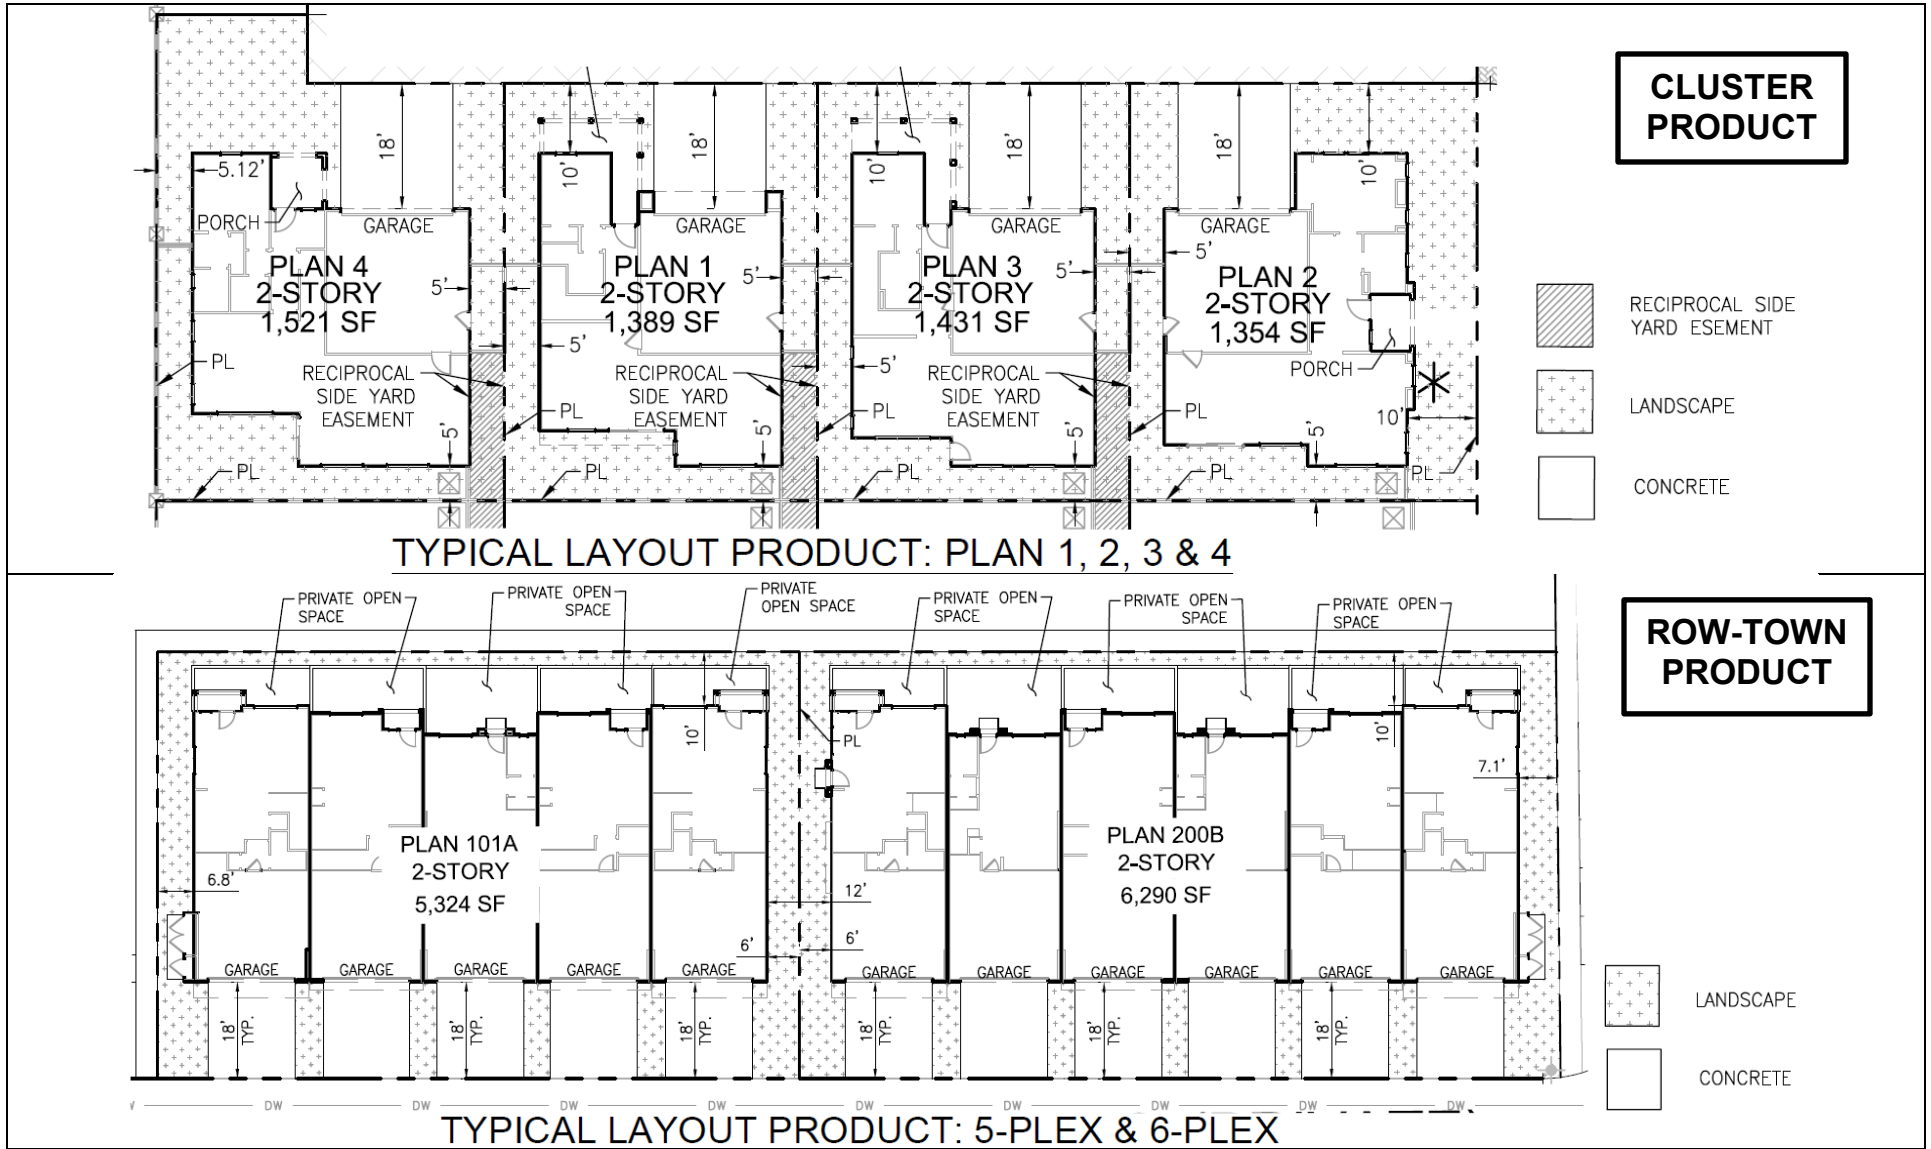 CLUSTER
PRODUCT
18'
18'
18'
18'
10'
10'
10'
5.12'
PORCH
GARAGE
GARAGE
GARAGE
GARAGE
PLAN 4
2-STORY
1,521 SF
5'
PLAN 1
2-STORY
1,389 SF
5'
PLAN 3
2-STORY
1,431 SF
5'
5'
PLAN 2
2-STORY
1,354 SF
PORCH
PL
5'
5'
RECIPROCAL
SIDE YARD
EASEMENT
RECIPROCAL
SIDE YARD
EASEMENT
RECIPROCAL
SIDE YARD
EASEMENT
PL
PL
PL
10'
5'
5'
5'
5'
PL
PL
PL
PL
PL
RECIPROCAL SIDE
YARD ESEMENT
LANDSCAPE
CONCRETE
TYPICAL LAYOUT PRODUCT: PLAN 1, 2, 3 & 4
ROW-TOWN
PRODUCT
PRIVATE OPEN
SPACE
PRIVATE OPEN
SPACE
PRIVATE
OPEN SPACE
PRIVATE OPEN
SPACE
PRIVATE OPEN
SPACE
PRIVATE OPEN
SPACE
10'
PL
10'
7.1'
PLAN 101A
2-STORY
5,324 SF
PLAN 200B
2-STORY
6,290 SF
6.8'
12'
6'
6'
GARAGE
GARAGE
GARAGE
GARAGE
GARAGE
GARAGE
GARAGE
GARAGE
GARAGE
GARAGE
GARAGE
18'
TYP.
18'
TYP.
18'
TYP.
18'
TYP.
18'
TYP.
18'
TYP.
LANDSCAPE
CONCRETE
DW
DW
DW
DW
DW
DW
DW
DW
DW
TYPICAL LAYOUT PRODUCT: 5-PLEX & 6-PLEX